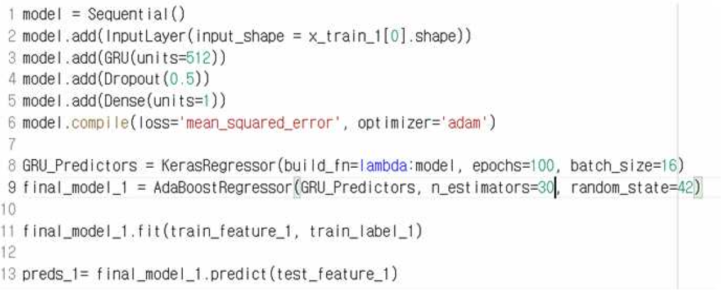 1 model = Sequential()
2 model.add(InputLayer(input_shape = x_train_1[0].shape))
3 model.add(GRU(units=512))
4 model.add(Dropout(0.5))
5 model.add(Dense(units=1))
6 model.compile(loss='mean_squared_error', optimizer='adam')
7
8 GRU_Predictors = KerasRegressor(build_fn=lambda:model, epochs=100, batch_size=16)
9 final_model_1 = AdaBoostRegressor(GRU_Predictors, n_estimators=30, random_state=42)
10
11 final_model_1.fit(train_feature_1, train_label_1)
12
13 preds_1= final_model_1.predict(test_feature_1)